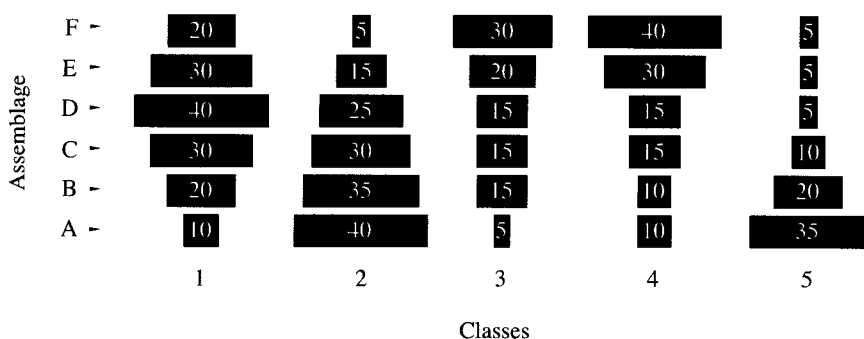 F 20 5 30 40 5
E 30 15 20 30 5
D 40 25 15 15 5
C 30 30 15 15 10
B 20 35 15 10 20
A 10 40 5 10 35
Assemblage
1 2 3 4 5
Classes